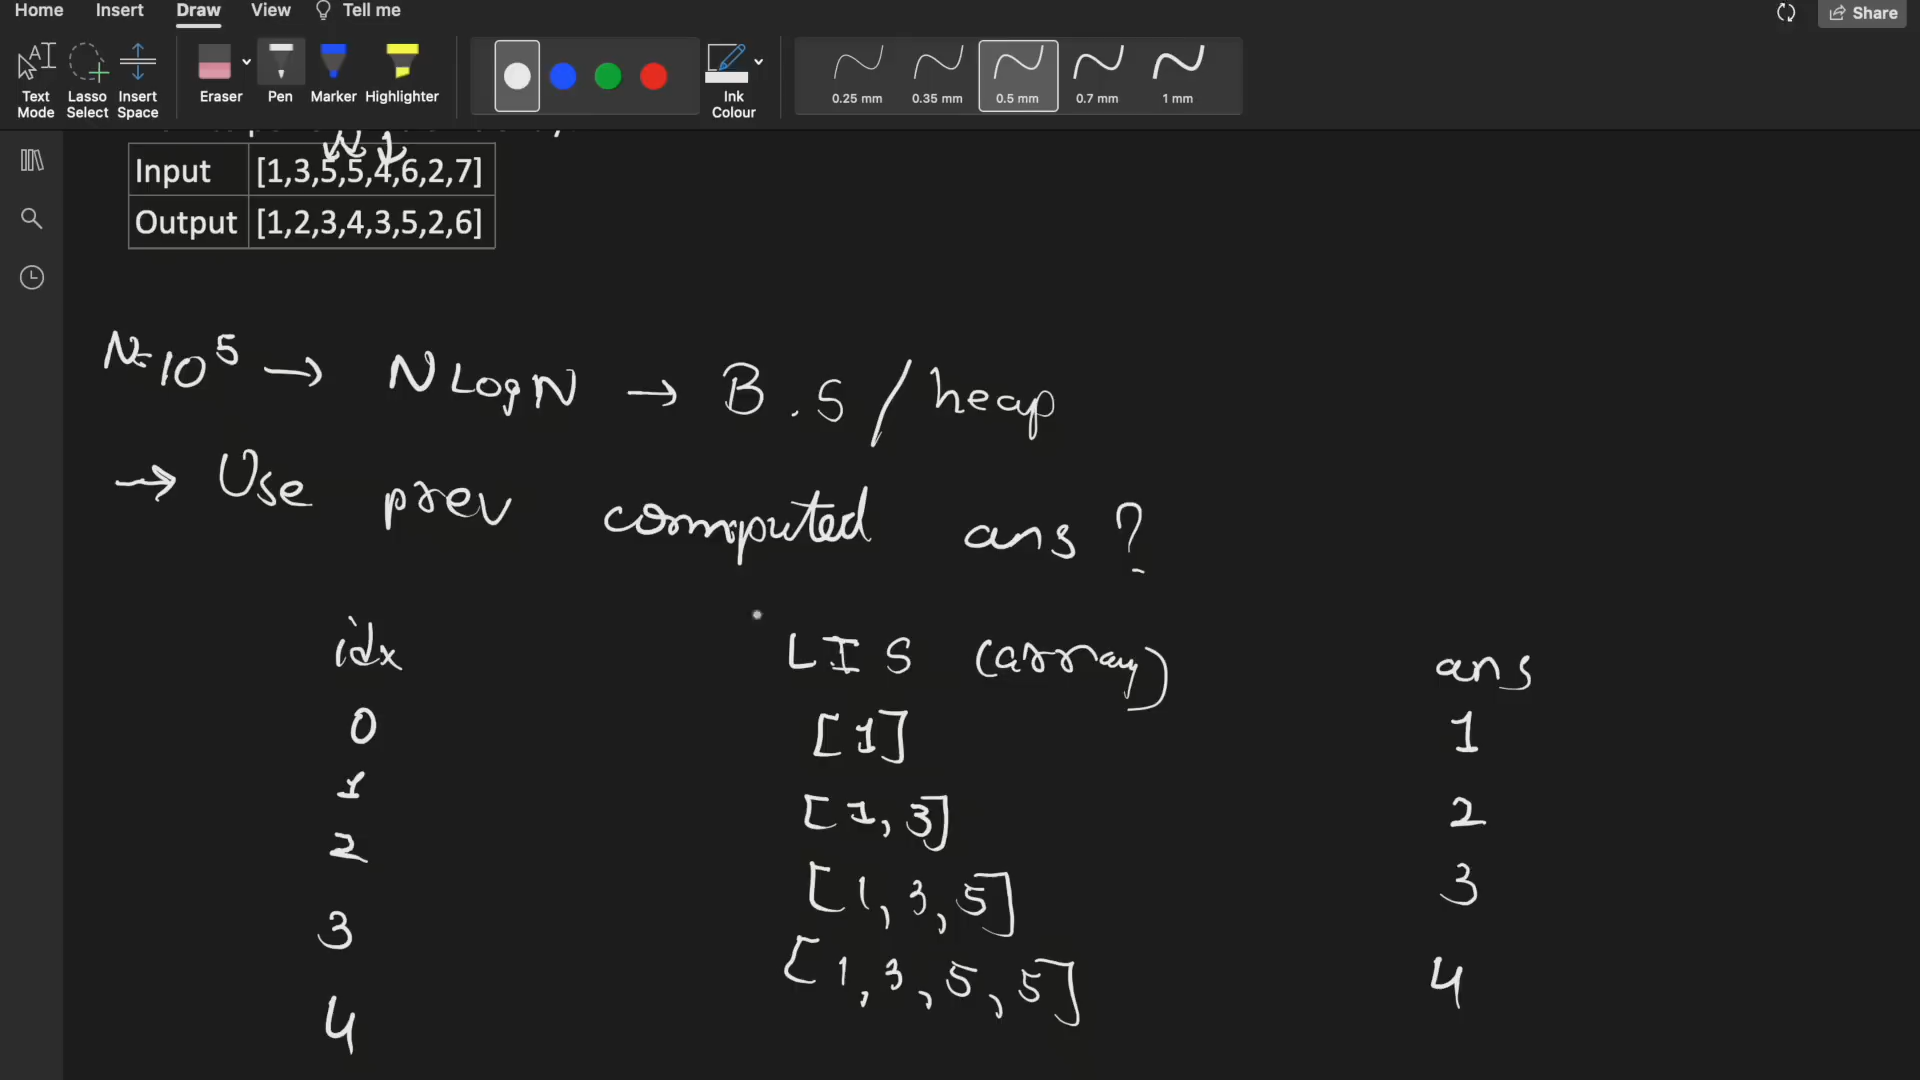 Home Insert Draw View Tell me Share
Text Mode Lasso Select Insert Space Eraser Pen Marker Highlighter Ink Colour 0.25 mm 0.35 mm 0.5 mm 0.7 mm 1 mm
Input [1,3,5,5,4,6,2,7]
Output [1,2,3,4,3,5,2,6]
N=10^5 → N Log N → B.S / heap
→ Use prev computed ans ?
idx LIS (array) ans
0 [1] 1
1 [1, 3] 2
2 [1, 3, 5] 3
3 [1, 3, 5, 5] 4
4